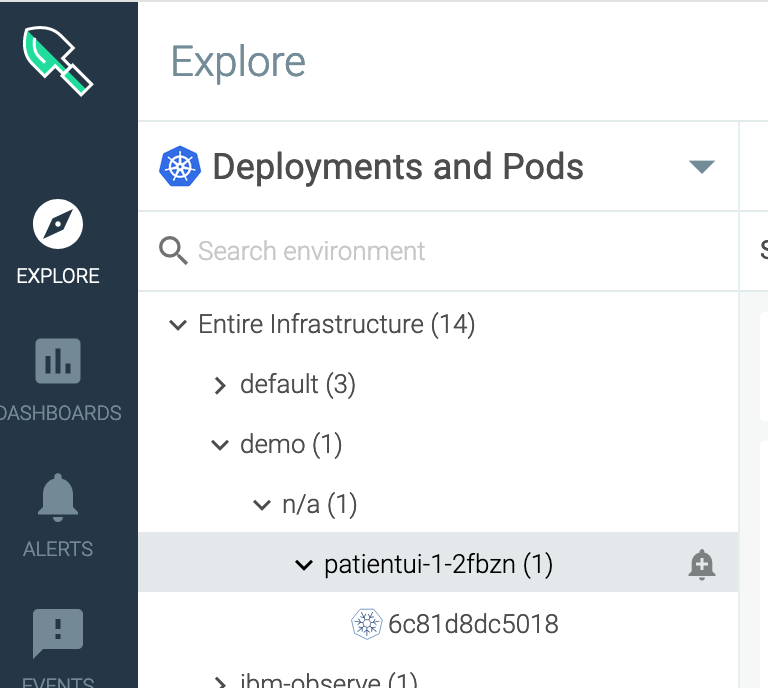 Explore
Deployments and Pods
Search environment
EXPLORE
Entire Infrastructure (14)
default (3)
DASHBOARDS
demo (1)
n/a (1)
ALERTS
patientui-1-2fbzn (1)
6c81d8dc5018
EVENTS
ibm-observe (1)